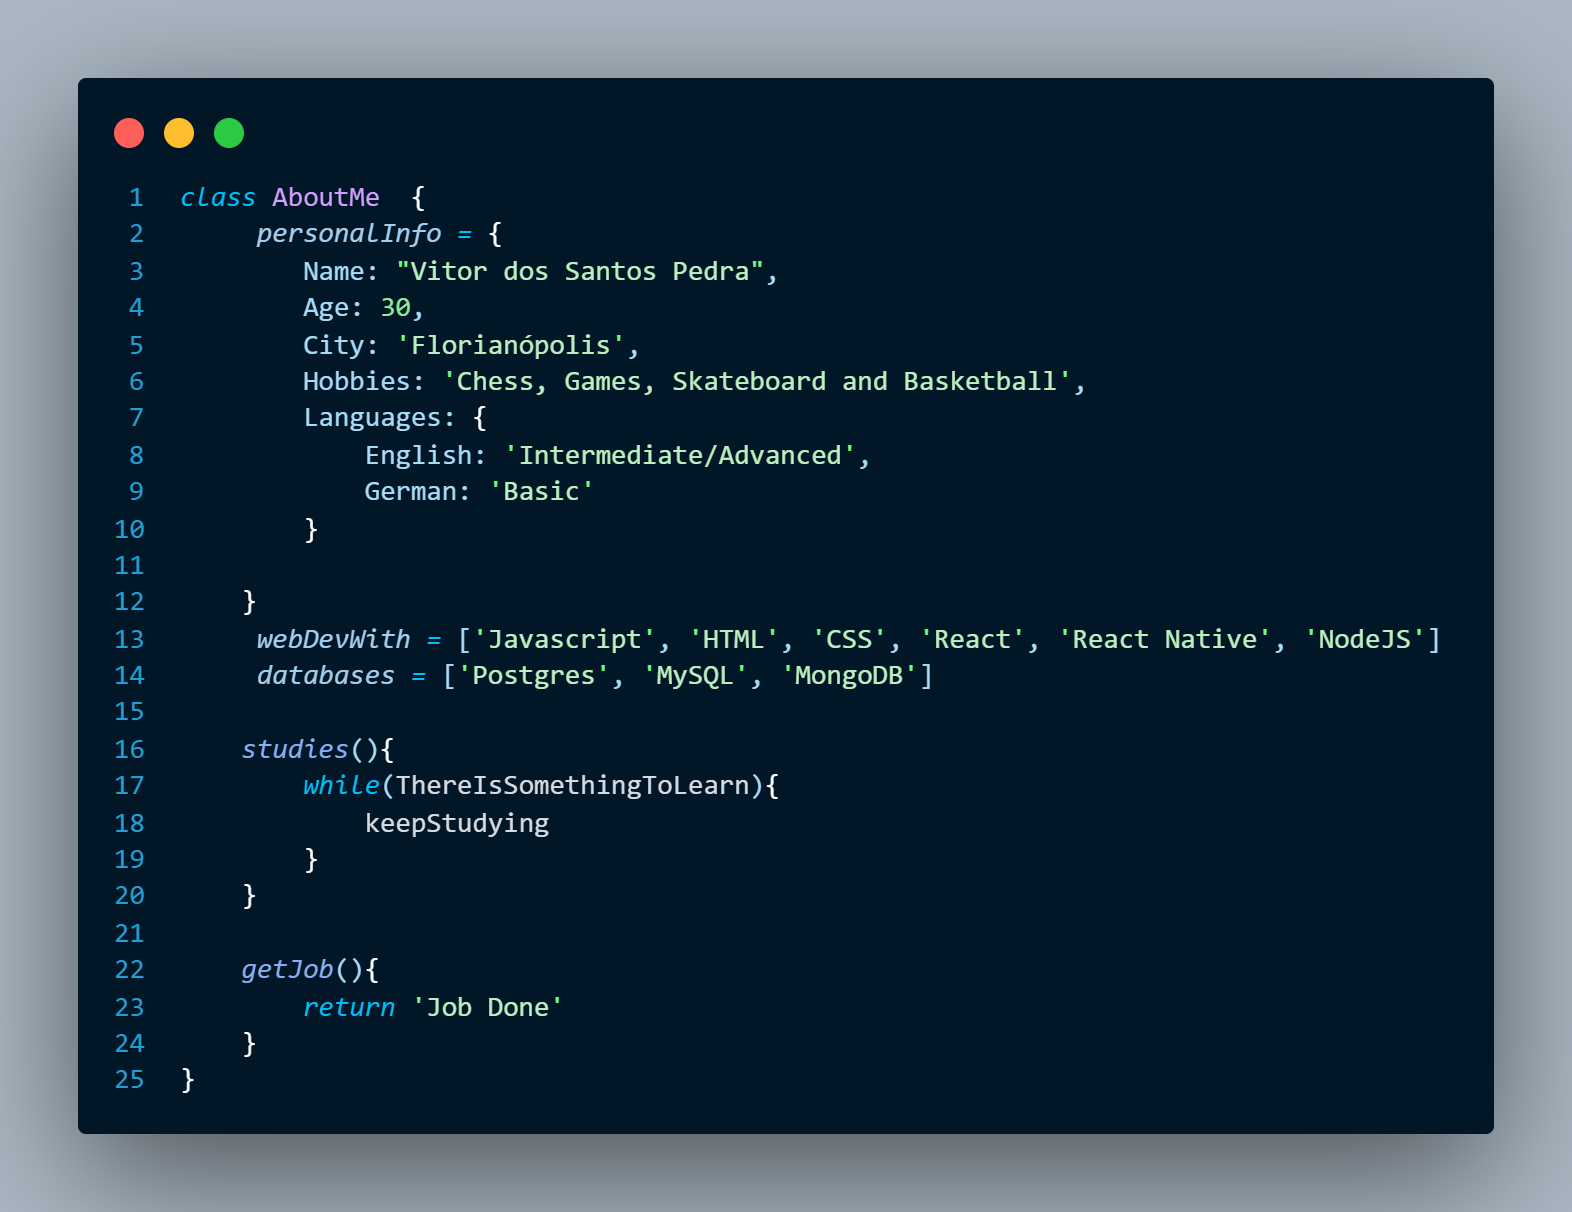 1 class AboutMe  {
2      personalInfo = {
3         Name: "Vitor dos Santos Pedra",
4         Age: 30,
5         City: 'Florianópolis',
6         Hobbies: 'Chess, Games, Skateboard and Basketball',
7         Languages: {
8             English: 'Intermediate/Advanced',
9             German: 'Basic'
10         }
11
12     }
13      webDevWith = ['Javascript', 'HTML', 'CSS', 'React', 'React Native', 'NodeJS']
14      databases = ['Postgres', 'MySQL', 'MongoDB']
15
16     studies(){
17         while(ThereIsSomethingToLearn){
18             keepStudying
19         }
20     }
21
22     getJob(){
23         return 'Job Done'
24     }
25 }